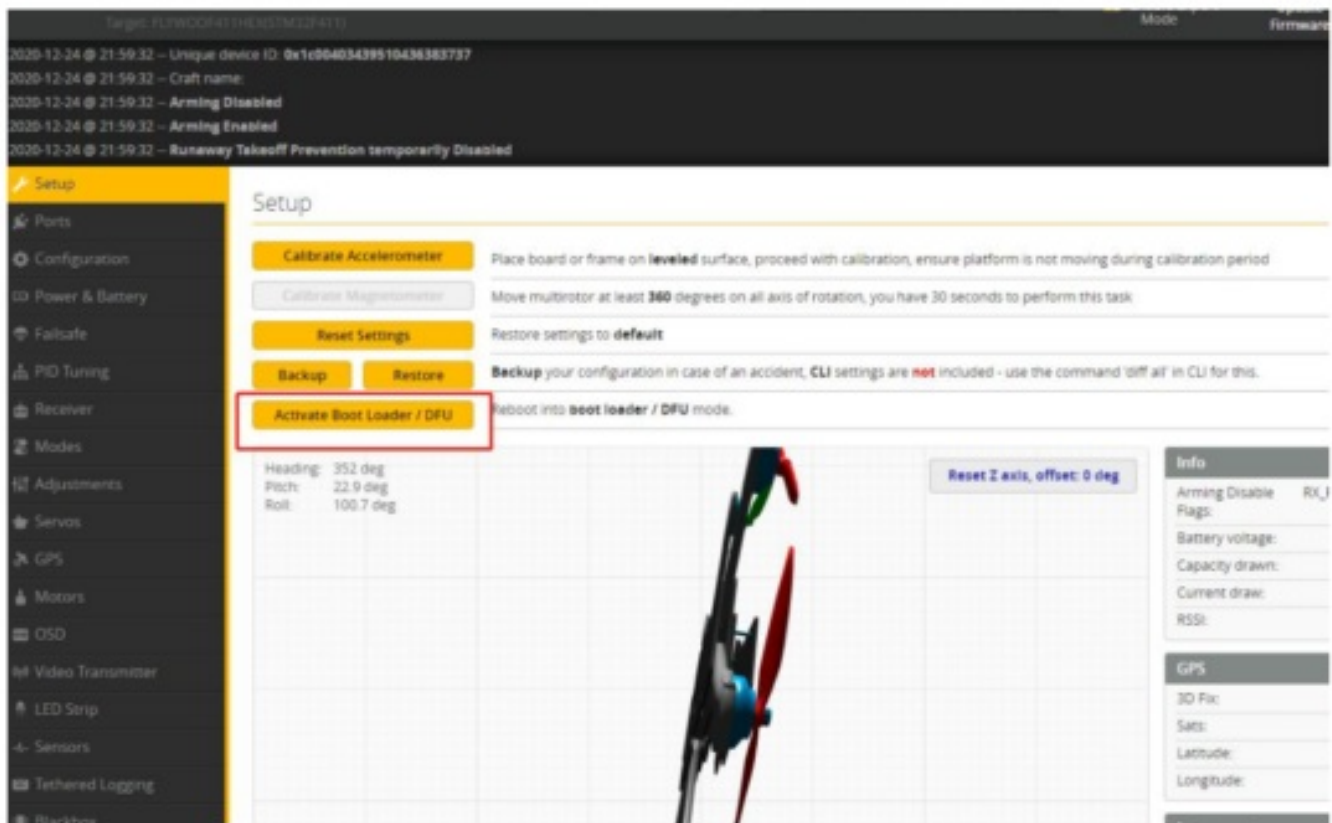 Mode
Firmware
2020-12-24 @ 21:59:32 -- Unique device ID: 0x1c00403439510436383737
2020-12-24 @ 21:59:32 -- Craft name:
2020-12-24 @ 21:59:32 -- Arming Disabled
2020-12-24 @ 21:59:32 -- Arming Enabled
2020-12-24 @ 21:59:32 -- Runaway Takeoff Prevention temporarily Disabled
Setup
Ports
Configuration
Power & Battery
Failsafe
PID Tuning
Receiver
Modes
Adjustments
Servos
GPS
Motors
OSD
Video Transmitter
LED Strip
Sensors
Tethered Logging
Blackbox
Setup
Calibrate Accelerometer
Place board or frame on leveled surface, proceed with calibration, ensure platform is not moving during calibration period
Calibrate Magnetometer
Move multirotor at least 360 degrees on all axis of rotation, you have 30 seconds to perform this task
Reset Settings
Restore settings to default
Backup
Restore
Backup your configuration in case of an accident, CLI settings are not included - use the command 'diff all' in CLI for this.
Activate Boot Loader / DFU
Reboot into boot loader / DFU mode.
Heading: 352 deg
Pitch: 22.9 deg
Roll: 100.7 deg
Reset Z axis, offset: 0 deg
Info
Arming Disable Flags:
Battery voltage:
Capacity drawn:
Current draw:
RSSI:
GPS
3D Fix:
Sats:
Latitude:
Longitude: